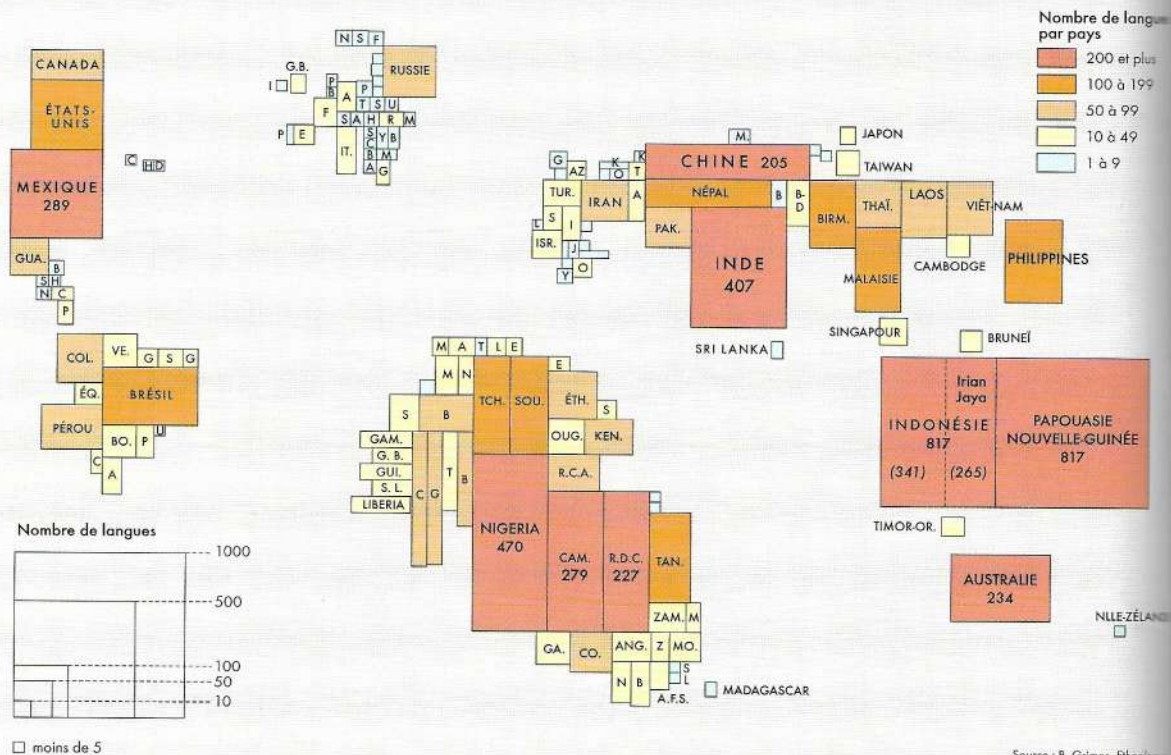 Nombre de langue
par pays
200 et plus
100 à 199
50 à 99
10 à 49
1 à 9
CANADA
ÉTATS-
UNIS
MEXIQUE
289
C
H D
GUA.
B
S H
N C
P
COL.
VE.
G S G
ÉQ.
BRÉSIL
PÉROU
BO.
P
U
C
A
N S F
RUSSIE
G.B.
I
P
B
A
P
T S U
F
S A H R M
P E
IT.
S Y B
C
B M
A G
M.
JAPON
TAIWAN
CHINE 205
G
AZ
K
O
K
T
TUR.
IRAN
A
NÉPAL
B
B-
D
BIRM.
THAÏ.
LAOS
VIÊT-NAM
L S I
ISR.
J
Y O
PAK.
INDE
407
MALAISIE
CAMBODGE
PHILIPPINES
SINGAPOUR
BRUNEÏ
SRI LANKA
Irian
Jaya
INDONÉSIE
817
(341) (265)
PAPOUASIE
NOUVELLE-GUINÉE
817
TIMOR-OR.
AUSTRALIE
234
NLLE-ZÉLAN
M A T L E
M N
TCH.
SOU.
E
ÉTH.
S
S
B
OUG.
KEN.
GAM.
G. B.
GUI.
S. L.
LIBERIA
C G T B
R.C.A.
NIGERIA
470
CAM.
279
R.D.C.
227
TAN.
ZAM. M
GA.
CO.
ANG.
Z
MO.
N B
S
L
A.F.S.
MADAGASCAR
Nombre de langues
1000
500
100
50
10
moins de 5
Source : B. Grimes,